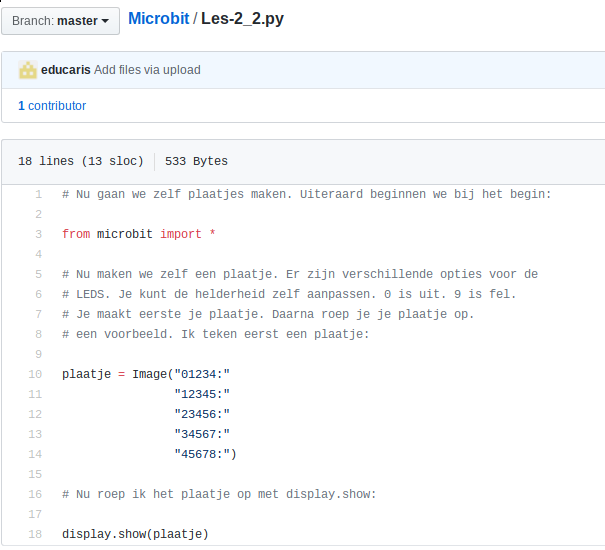 Branch: master Microbit / Les-2_2.py
educaris Add files via upload
1 contributor
18 lines (13 sloc) 533 Bytes
1 # Nu gaan we zelf plaatjes maken. Uiteraard beginnen we bij het begin:
2
3 from microbit import *
4
5 # Nu maken we zelf een plaatje. Er zijn verschillende opties voor de
6 # LEDS. Je kunt de helderheid zelf aanpassen. 0 is uit. 9 is fel.
7 # Je maakt eerste je plaatje. Daarna roep je je plaatje op.
8 # een voorbeeld. Ik teken eerst een plaatje:
9
10 plaatje = Image("01234:"
11 "12345:"
12 "23456:"
13 "34567:"
14 "45678:")
15
16 # Nu roep ik het plaatje op met display.show:
17
18 display.show(plaatje)